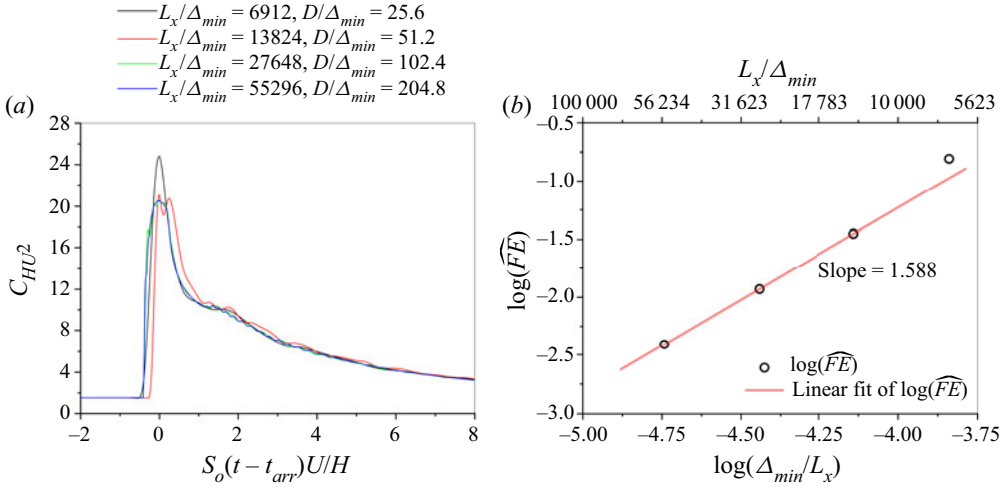 L_x/Δ_min = 6912, D/Δ_min = 25.6
L_x/Δ_min = 13824, D/Δ_min = 51.2
L_x/Δ_min = 27648, D/Δ_min = 102.4
L_x/Δ_min = 55296, D/Δ_min = 204.8
(a)
28
24
20
16
12
8
4
0
C_HU²
–2 0 2 4 6 8
S_o(t – t_arr)U/H
(b)
L_x/Δ_min
100 000 56 234 31 623 17 783 10 000 5623
–0.5
–1.0
–1.5
–2.0
–2.5
–3.0
log(F̂E)
Slope = 1.588
log(F̂E)
Linear fit of log(F̂E)
–5.00 –4.75 –4.50 –4.25 –4.00 –3.75
log(Δ_min/L_x)